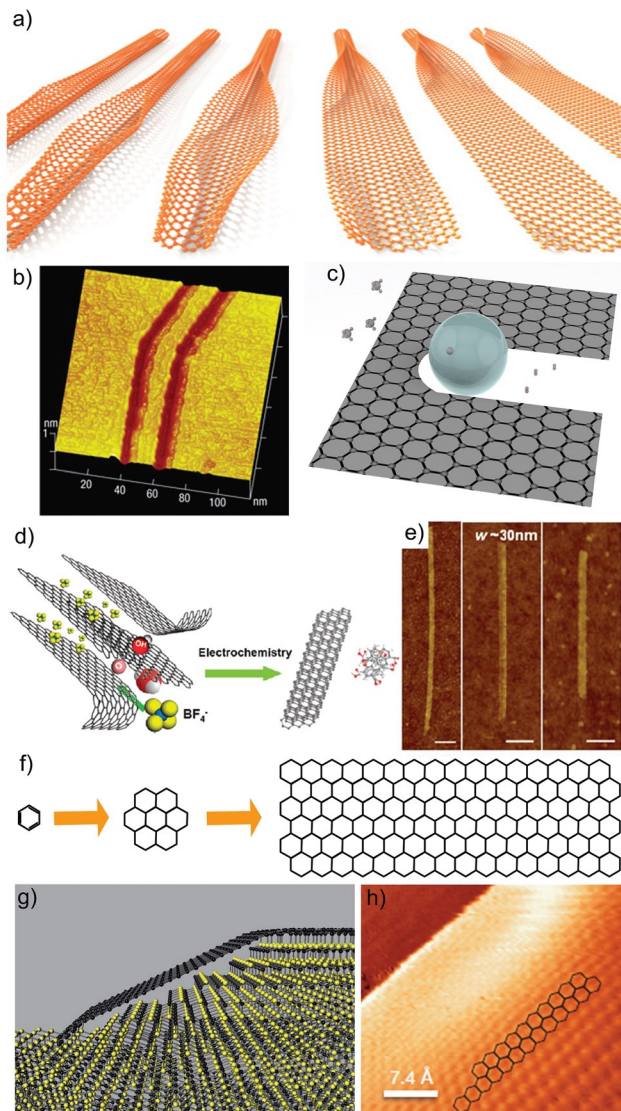 a)
b)
nm
1
20
40
60
80
100
nm
c)
d)
OH
O
BF₄⁻
Electrochemistry
e)
w ~30nm
f)
g)
h)
7.4 Å